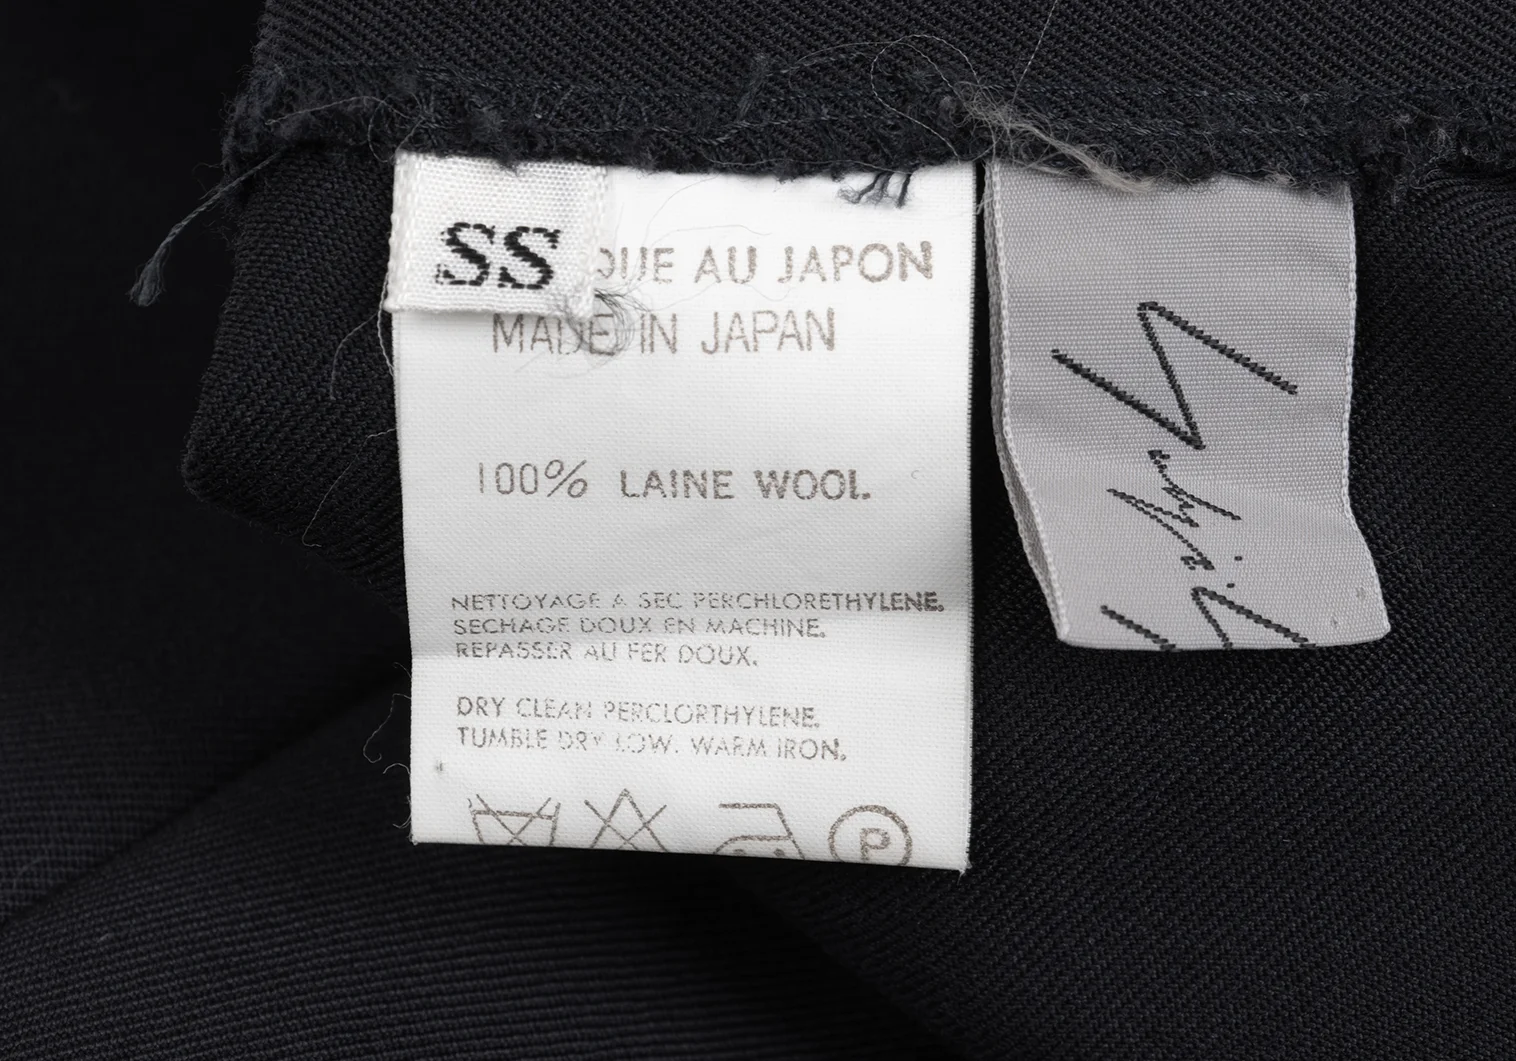 SS
QUE AU JAPON
MADE IN JAPAN
100% LAINE WOOL
NETTOYAGE A SEC PERCHLORETHYLENE.
SECHAGE DOUX EN MACHINE.
REPASSER AU FER DOUX.
DRY CLEAN PERCLORTHYLENE.
TUMBLE DRY LOW. WARM IRON.
P